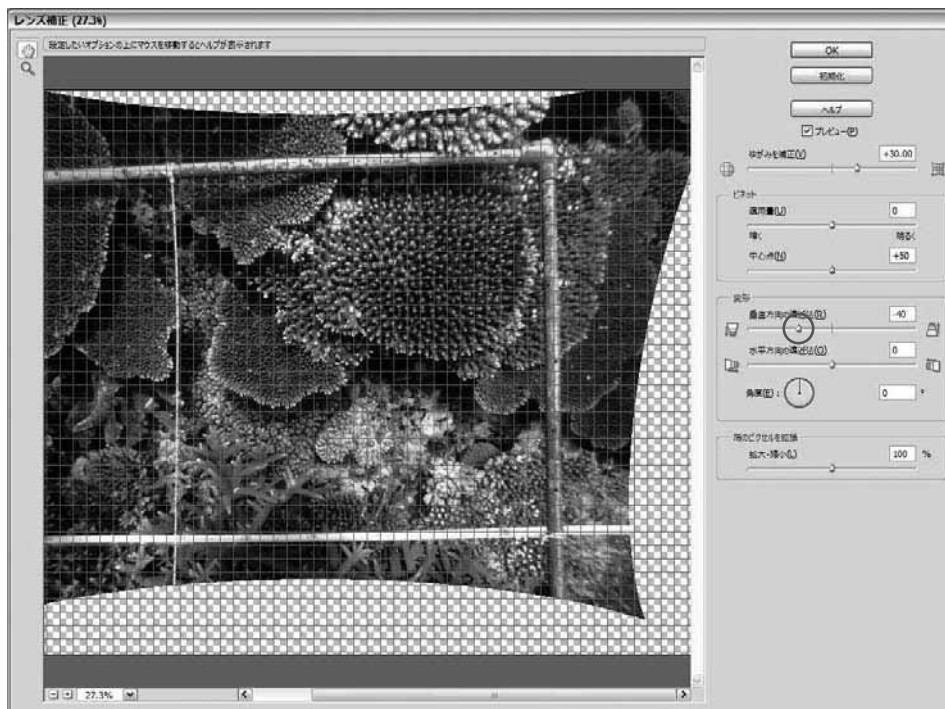 レンズ補正 (27.3%)
設定したいオプションの上にマウスを移動するとヘルプが表示されます
OK
初期化
ヘルプ
プレビュー(P)
ゆがみを補正(V)
+30.00
ビネット
適用量(U)
0
暗く
明るく
中心点(N)
+50
変形
垂直方向の遠近法(R)
-40
水平方向の遠近法(O)
0
角度(E) :
0 °
端のピクセルを拡張
拡大・縮小(L)
100 %
27.3%